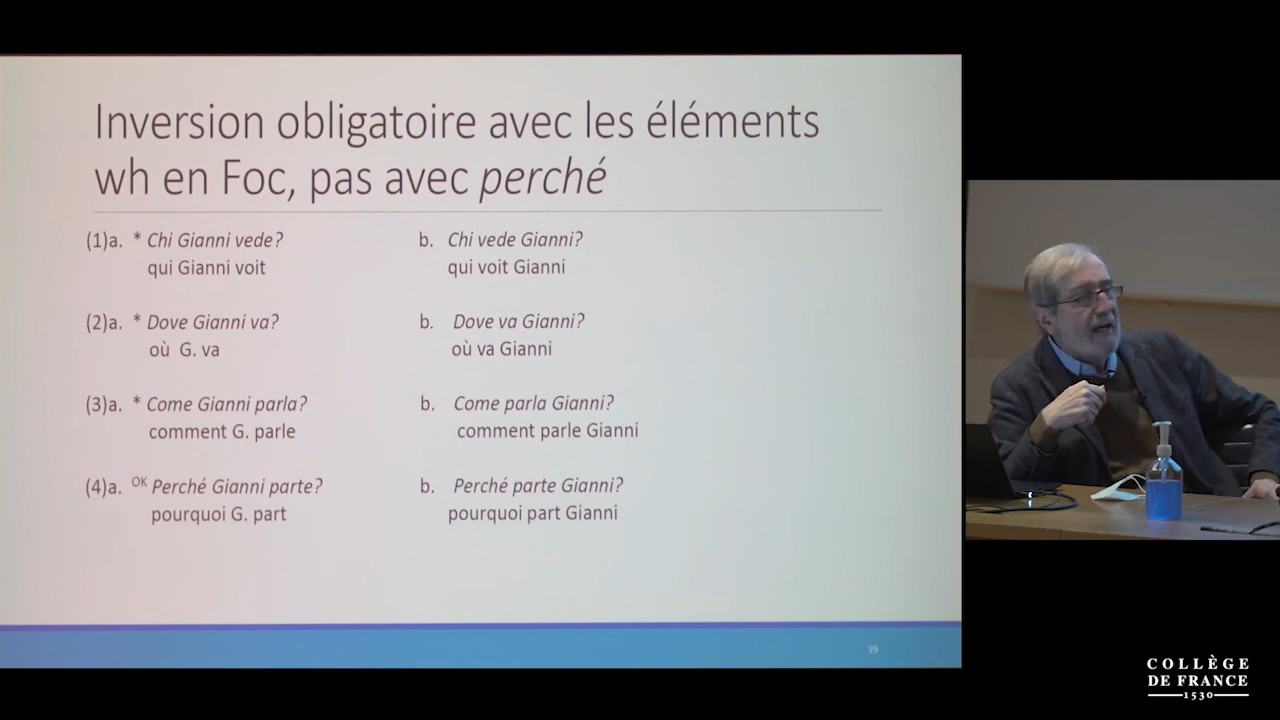 Inversion obligatoire avec les éléments
wh en Foc, pas avec perché
(1)a. * Chi Gianni vede? b. Chi vede Gianni?
qui Gianni voit qui voit Gianni
(2)a. * Dove Gianni va? b. Dove va Gianni?
où G. va où va Gianni
(3)a. * Come Gianni parla? b. Come parla Gianni?
comment G. parle comment parle Gianni
(4)a. OK Perché Gianni parte? b. Perché parte Gianni?
pourquoi G. part pourquoi part Gianni
39
COLLÈGE
DE FRANCE
1530